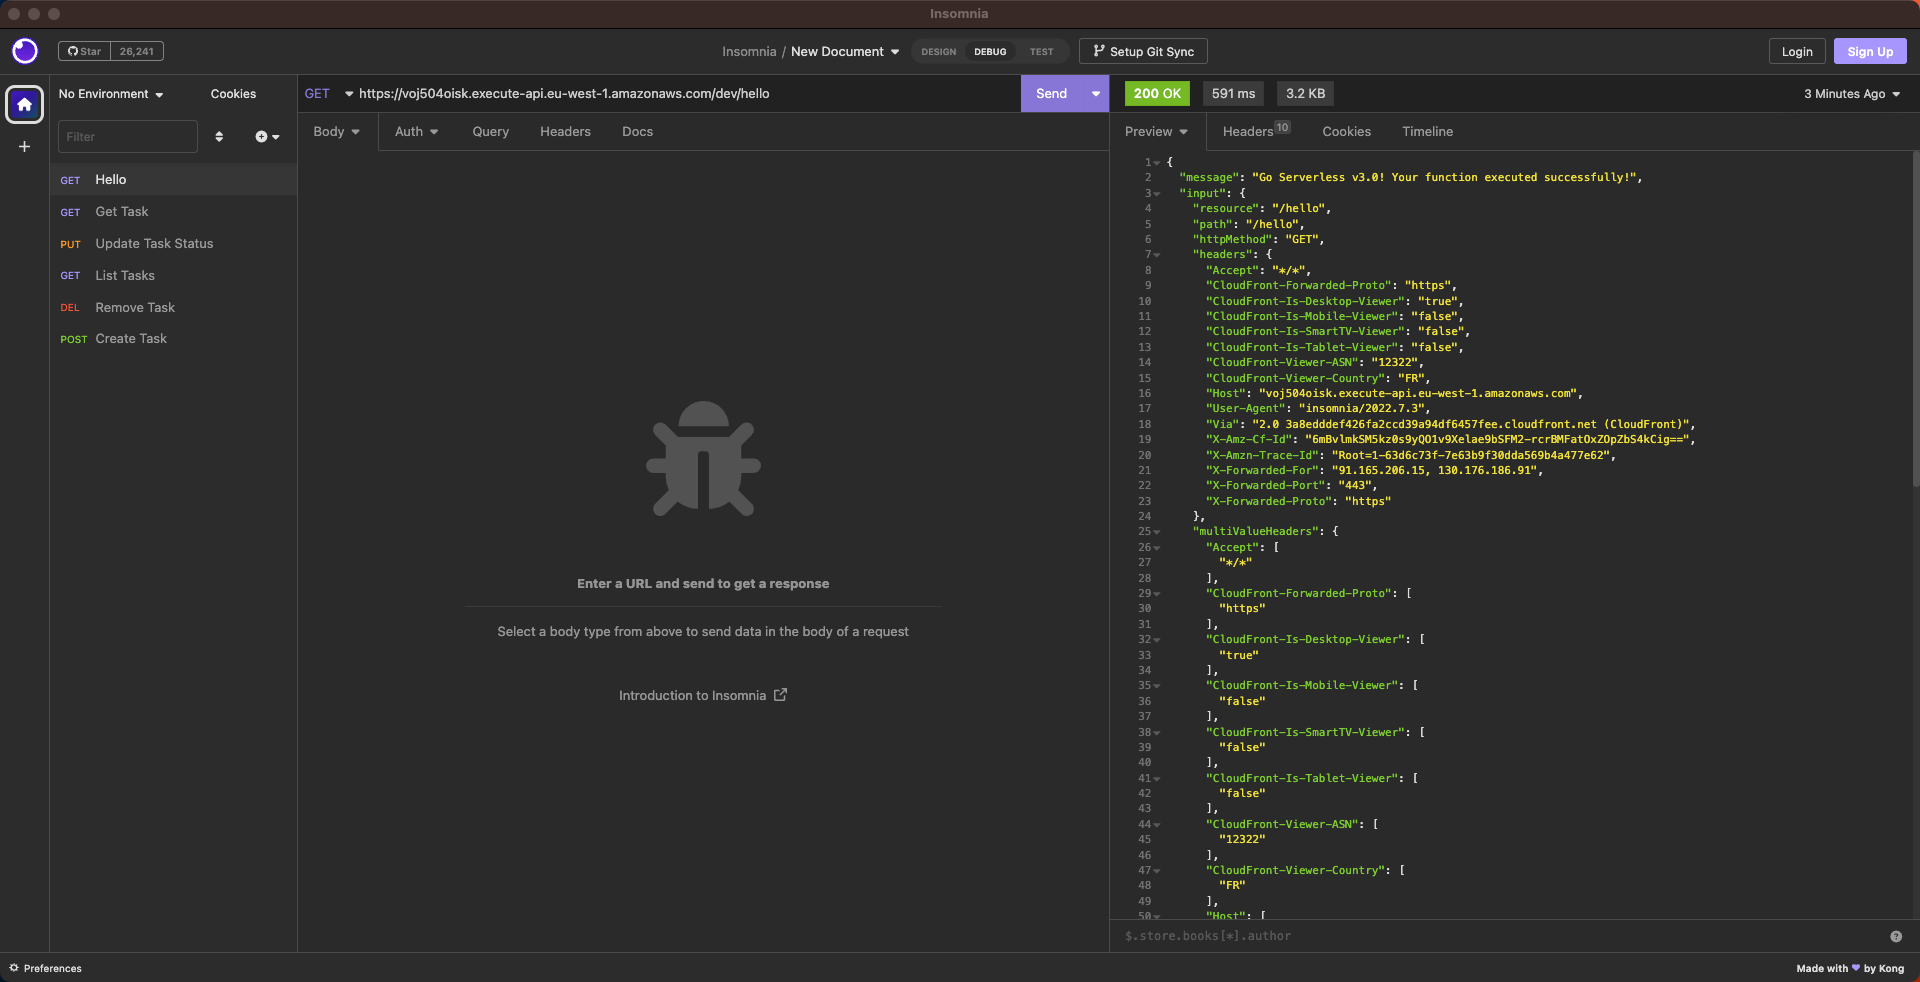 Insomnia
Star 26,241
Insomnia / New Document
DESIGN DEBUG TEST
Setup Git Sync
Login
Sign Up
No Environment
Cookies
Filter
GET Hello
GET Get Task
PUT Update Task Status
GET List Tasks
DEL Remove Task
POST Create Task
GET https://voj504oisk.execute-api.eu-west-1.amazonaws.com/dev/hello
Send
Body Auth Query Headers Docs
Enter a URL and send to get a response
Select a body type from above to send data in the body of a request
Introduction to Insomnia
200 OK 591 ms 3.2 KB
3 Minutes Ago
Preview Headers 10 Cookies Timeline
1 {
2 "message": "Go Serverless v3.0! Your function executed successfully!",
3 "input": {
4 "resource": "/hello",
5 "path": "/hello",
6 "httpMethod": "GET",
7 "headers": {
8 "Accept": "*/*",
9 "CloudFront-Forwarded-Proto": "https",
10 "CloudFront-Is-Desktop-Viewer": "true",
11 "CloudFront-Is-Mobile-Viewer": "false",
12 "CloudFront-Is-SmartTV-Viewer": "false",
13 "CloudFront-Is-Tablet-Viewer": "false",
14 "CloudFront-Viewer-ASN": "12322",
15 "CloudFront-Viewer-Country": "FR",
16 "Host": "voj504oisk.execute-api.eu-west-1.amazonaws.com",
17 "User-Agent": "insomnia/2022.7.3",
18 "Via": "2.0 3a8edddef426fa2ccd39a94df6457fee.cloudfront.net (CloudFront)",
19 "X-Amz-Cf-Id": "6mBvlmkSM5kz0s9yQO1v9Xelae9bSFM2-rcrBMFatOxZOpZbS4kCig==",
20 "X-Amzn-Trace-Id": "Root=1-63d6c73f-7e63b9f30dda569b4a477e62",
21 "X-Forwarded-For": "91.165.206.15, 130.176.186.91",
22 "X-Forwarded-Port": "443",
23 "X-Forwarded-Proto": "https"
24 },
25 "multiValueHeaders": {
26 "Accept": [
27 "*/*"
28 ],
29 "CloudFront-Forwarded-Proto": [
30 "https"
31 ],
32 "CloudFront-Is-Desktop-Viewer": [
33 "true"
34 ],
35 "CloudFront-Is-Mobile-Viewer": [
36 "false"
37 ],
38 "CloudFront-Is-SmartTV-Viewer": [
39 "false"
40 ],
41 "CloudFront-Is-Tablet-Viewer": [
42 "false"
43 ],
44 "CloudFront-Viewer-ASN": [
45 "12322"
46 ],
47 "CloudFront-Viewer-Country": [
48 "FR"
49 ],
50 "Host": [
$.store.books[*].author
Preferences
Made with ❤ by Kong